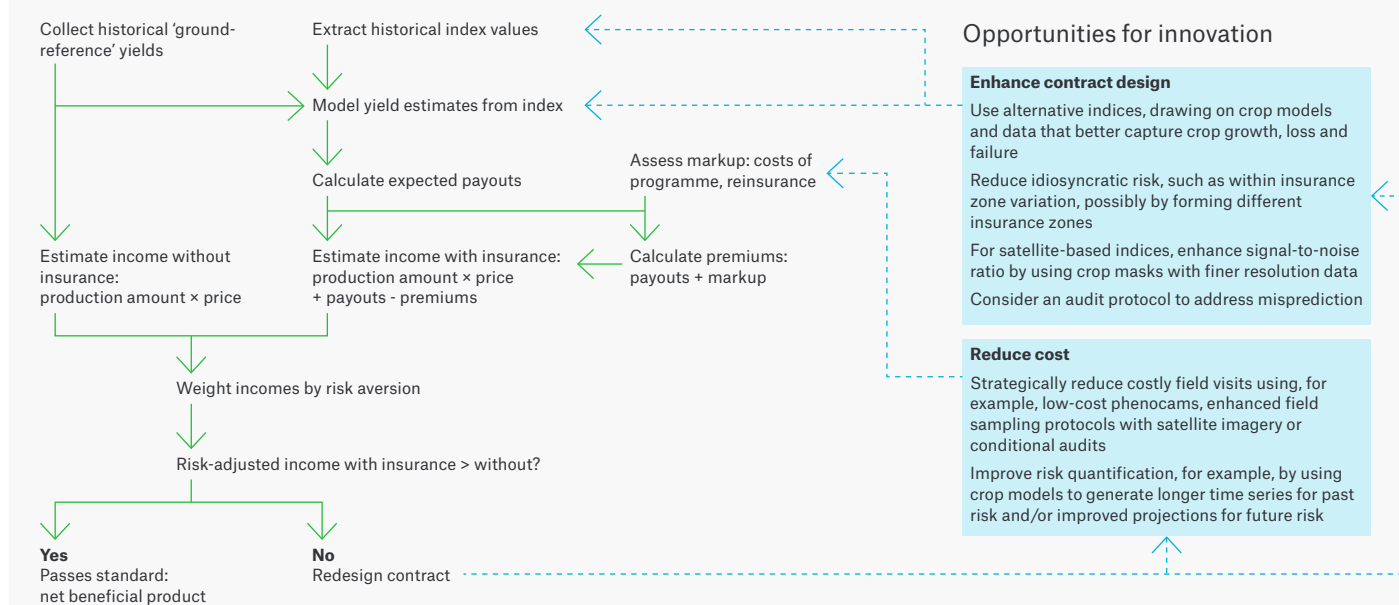 Collect historical ‘ground-
reference’ yields
Extract historical index values
Model yield estimates from index
Calculate expected payouts
Assess markup: costs of
programme, reinsurance
Estimate income without
insurance:
production amount × price
Estimate income with insurance:
production amount × price
+ payouts - premiums
Calculate premiums:
payouts + markup
Weight incomes by risk aversion
Risk-adjusted income with insurance > without?
Yes
Passes standard:
net beneficial product
No
Redesign contract
Opportunities for innovation
Enhance contract design
Use alternative indices, drawing on crop models
and data that better capture crop growth, loss and
failure
Reduce idiosyncratic risk, such as within insurance
zone variation, possibly by forming different
insurance zones
For satellite-based indices, enhance signal-to-noise
ratio by using crop masks with finer resolution data
Consider an audit protocol to address misprediction
Reduce cost
Strategically reduce costly field visits using, for
example, low-cost phenocams, enhanced field
sampling protocols with satellite imagery or
conditional audits
Improve risk quantification, for example, by using
crop models to generate longer time series for past
risk and/or improved projections for future risk